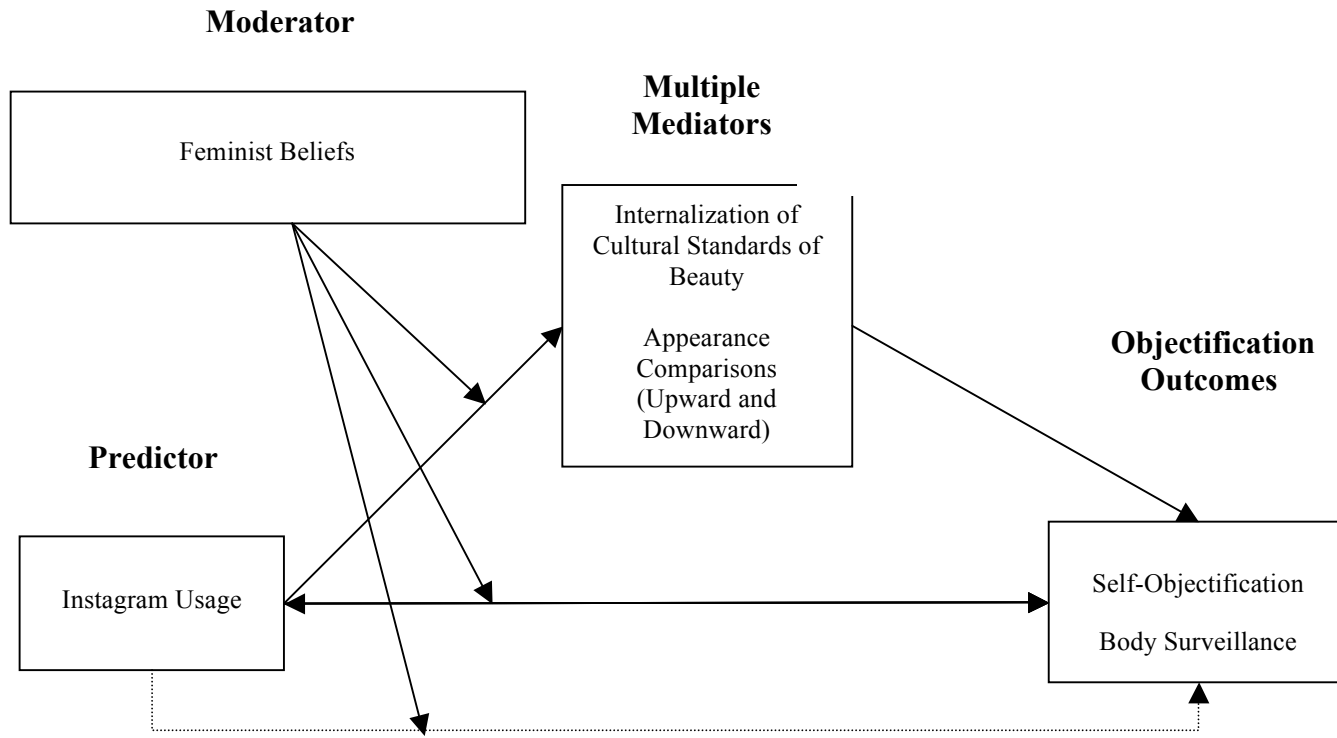 Moderator
Feminist Beliefs
Multiple
Mediators
Internalization of
Cultural Standards of
Beauty
Appearance
Comparisons
(Upward and
Downward)
Objectification
Outcomes
Predictor
Instagram Usage
Self-Objectification
Body Surveillance